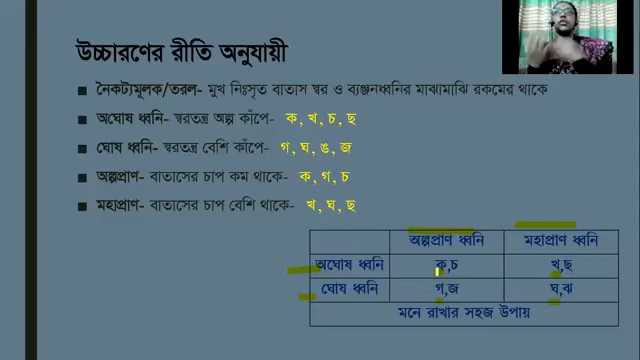 উচ্চারণের রীতি অনুযায়ী
নৈকট্যমূলক/তরল- মুখ নিঃসৃত বাতাস স্বর ও ব্যঞ্জনধ্বনির মাঝামাঝি রকমের থাকে
অঘোষ ধ্বনি- স্বরতন্ত্র অল্প কাঁপে- ক, খ, চ, ছ
ঘোষ ধ্বনি- স্বরতন্ত্র বেশি কাঁপে- গ, ঘ, ঙ, জ
অল্পপ্রাণ- বাতাসের চাপ কম থাকে- ক, গ, চ
মহাপ্রাণ- বাতাসের চাপ বেশি থাকে- খ, ঘ, ছ
অল্পপ্রাণ ধ্বনি মহাপ্রাণ ধ্বনি
অঘোষ ধ্বনি ক,চ খ,ছ
ঘোষ ধ্বনি গ,জ ঘ,ঝ
মনে রাখার সহজ উপায়